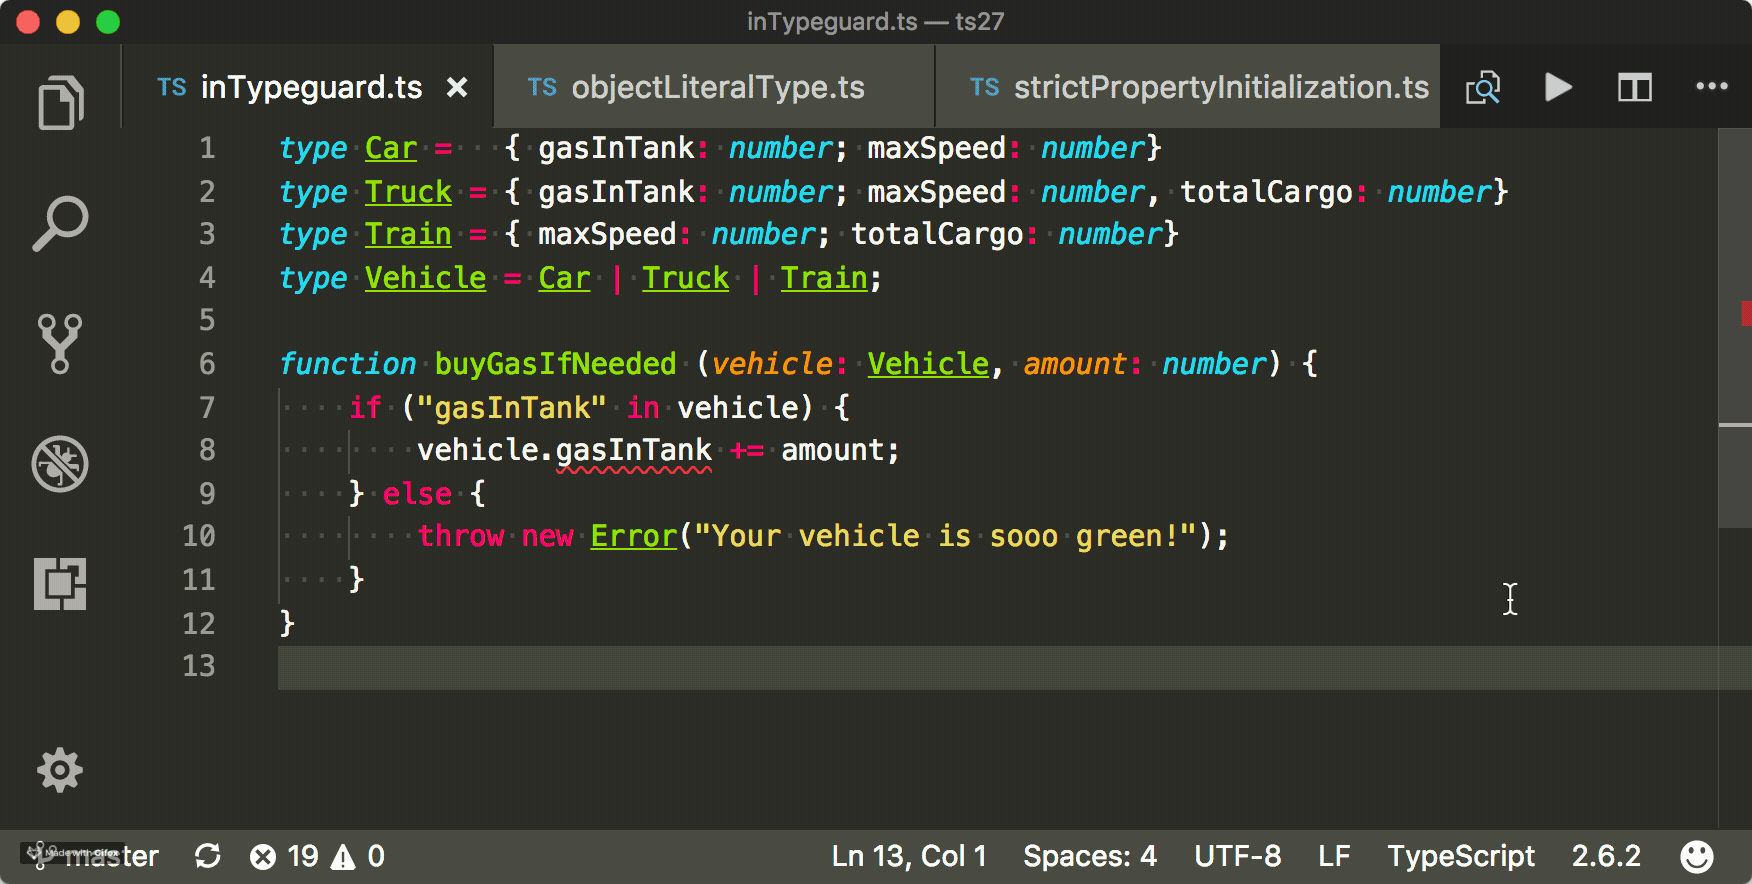 inTypeguard.ts — ts27
TS inTypeguard.ts × TS objectLiteralType.ts TS strictPropertyInitialization.ts
1 type Car =   { gasInTank: number; maxSpeed: number}
2 type Truck = { gasInTank: number; maxSpeed: number, totalCargo: number}
3 type Train = { maxSpeed: number; totalCargo: number}
4 type Vehicle = Car | Truck | Train;
5
6 function buyGasIfNeeded (vehicle: Vehicle, amount: number) {
7     if ("gasInTank" in vehicle) {
8         vehicle.gasInTank += amount;
9     } else {
10         throw new Error("Your vehicle is sooo green!");
11     }
12 }
13
Made with Gifox
master 19 0 Ln 13, Col 1 Spaces: 4 UTF-8 LF TypeScript 2.6.2